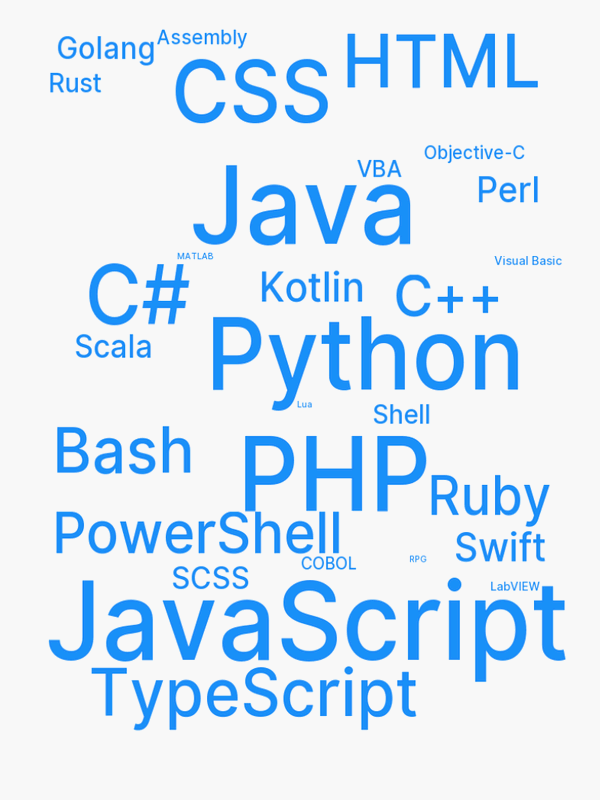 HTML
Assembly
Golang
CSS
Rust
Objective-C
VBA
Perl
Java
MATLAB
Visual Basic
C#
Kotlin
C++
Scala
Python
Lua
Shell
Bash
PHP
Ruby
PowerShell
Swift
COBOL
RPG
SCSS
LabVIEW
JavaScript
TypeScript